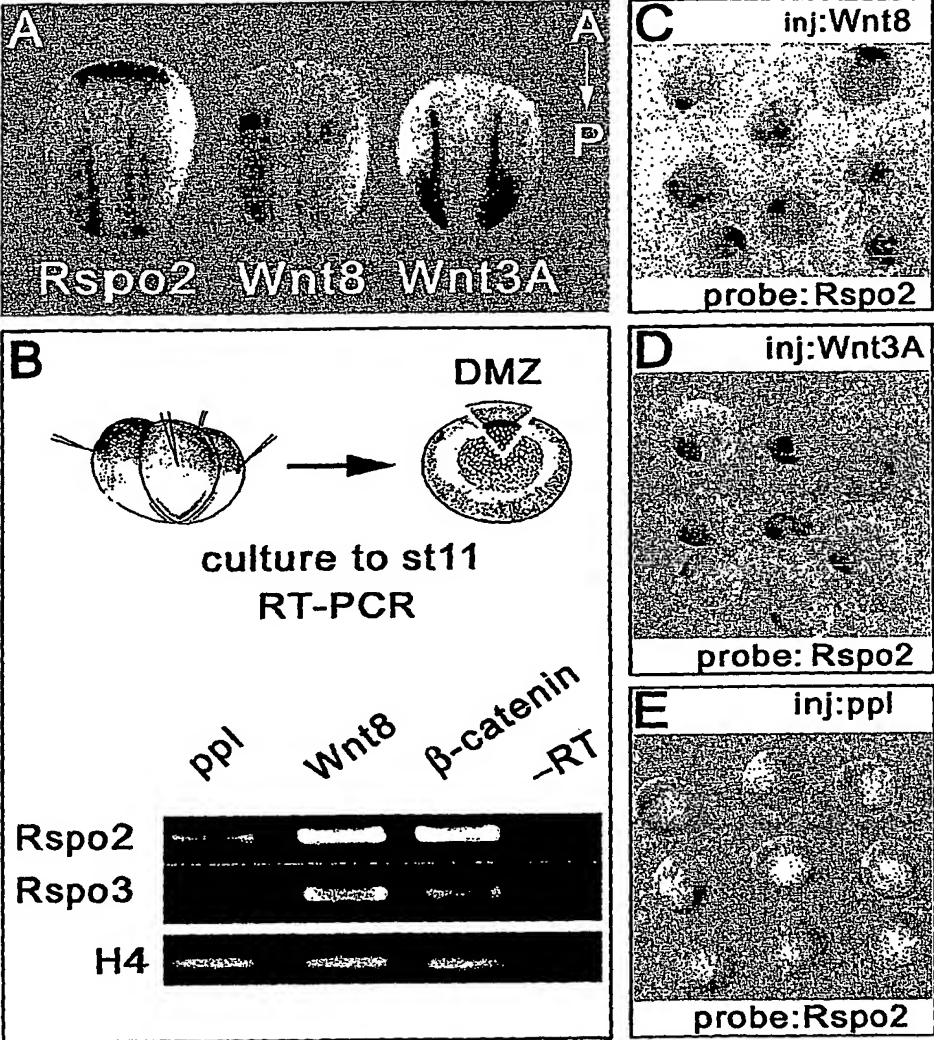 A
A
P
Rspo2 Wnt8 Wnt3A
B
DMZ
culture to st11
RT-PCR
ppl Wnt8 β-catenin –RT
Rspo2
Rspo3
H4
C inj:Wnt8
probe:Rspo2
D inj:Wnt3A
probe: Rspo2
E inj:ppl
probe:Rspo2